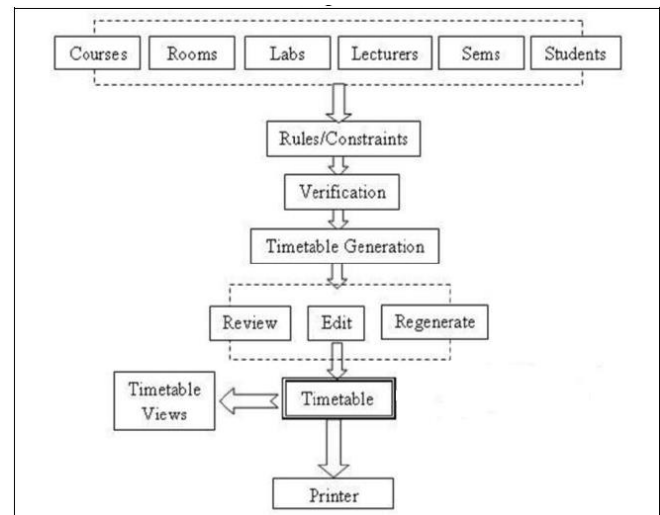 Courses Rooms Labs Lecturers Sems Students
Rules/Constraints
Verification
Timetable Generation
Review Edit Regenerate
Timetable
Views
Timetable
Printer